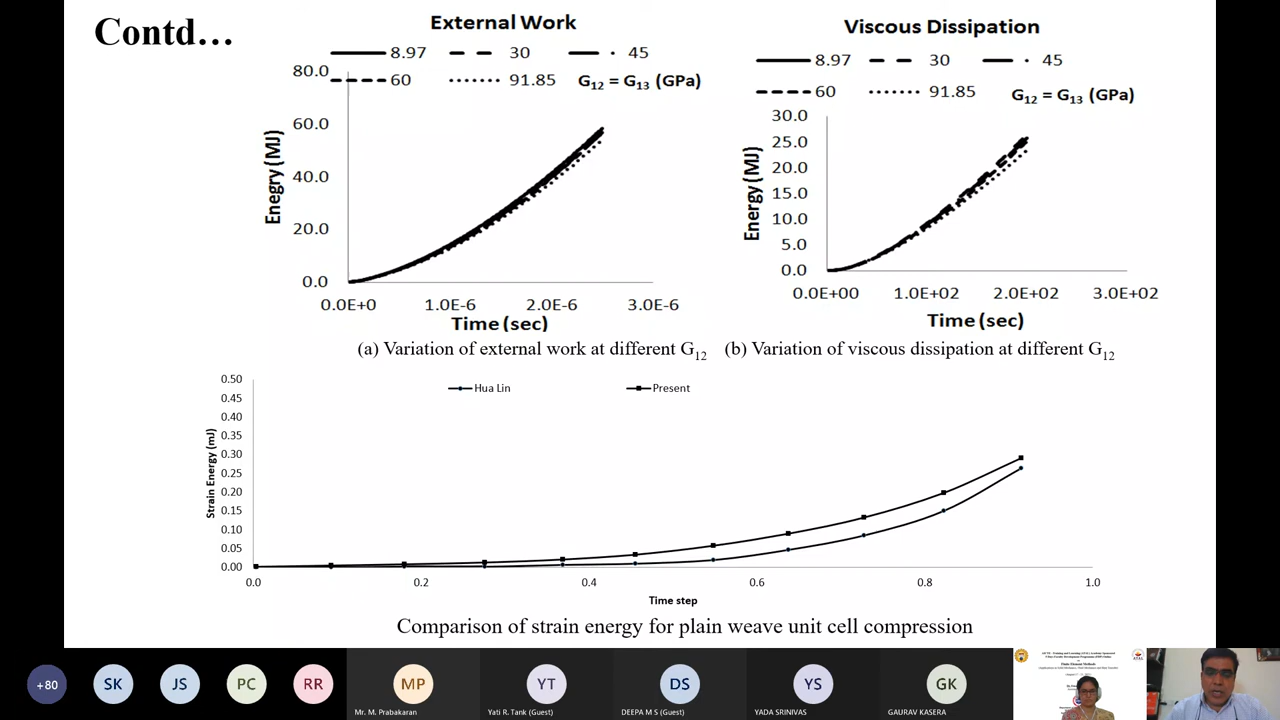 Contd…
External Work
8.97 30 45
60 91.85 G12 = G13 (GPa)
80.0
60.0
40.0
20.0
0.0
Enegry (MJ)
0.0E+0 1.0E-6 2.0E-6 3.0E-6
Time (sec)
(a) Variation of external work at different G12
Viscous Dissipation
8.97 30 45
60 91.85 G12 = G13 (GPa)
30.0
25.0
20.0
15.0
10.0
5.0
0.0
Energy (MJ)
0.0E+00 1.0E+02 2.0E+02 3.0E+02
Time (sec)
(b) Variation of viscous dissipation at different G12
Hua Lin Present
0.50
0.45
0.40
0.35
0.30
0.25
0.20
0.15
0.10
0.05
0.00
Strain Energy (mJ)
0.0 0.2 0.4 0.6 0.8 1.0
Time step
Comparison of strain energy for plain weave unit cell compression
+80 SK JS PC RR MP YT DS YS GK
Mr. M. Prabakaran Yati R. Tank (Guest) DEEPA M S (Guest) YADA SRINIVAS GAURAV KASERA
Finite Element Methods